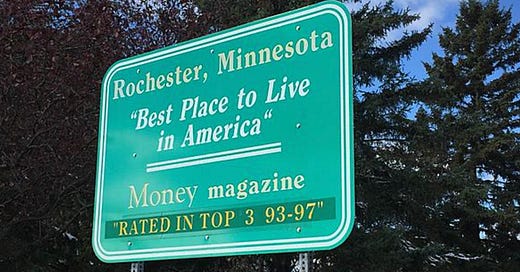 Rochester, Minnesota
"Best Place to Live
in America"
Money magazine
"RATED IN TOP 3 93-97"